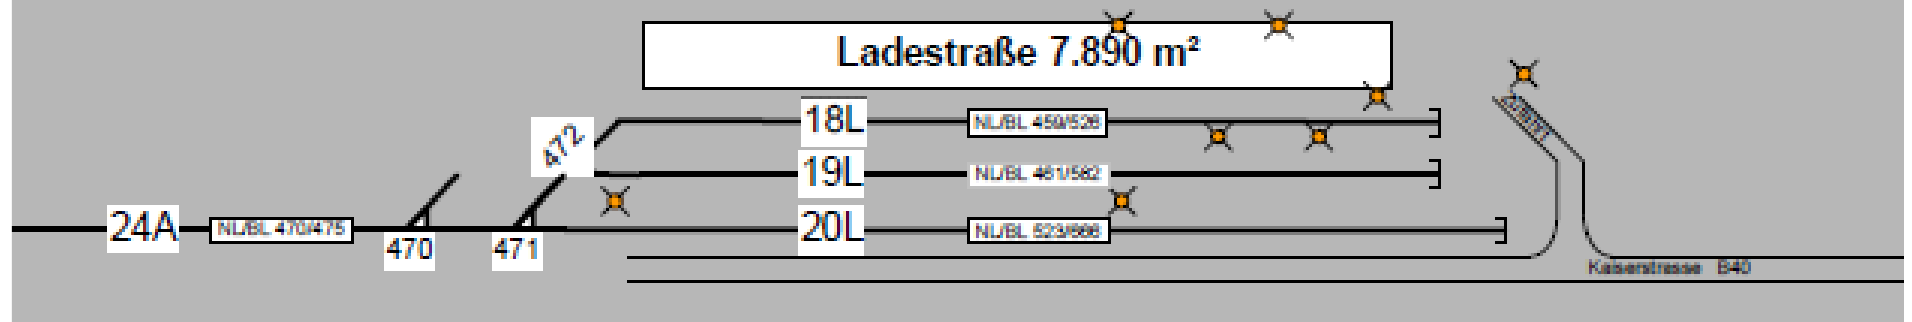 Ladestraße 7.890 m²
472
18L NL/BL 459/526
19L NL/BL 461/562
24A NL/BL 470/475
470
471
20L NL/BL 523/666
Kaiserstrasse B40